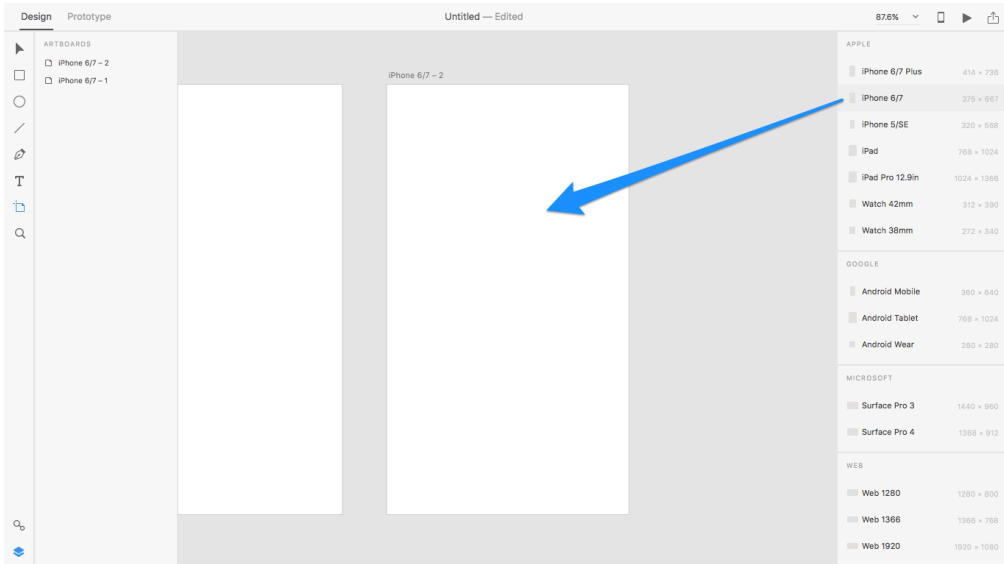 Design Prototype Untitled — Edited 87.6%
ARTBOARDS
iPhone 6/7 – 2
iPhone 6/7 – 1
iPhone 6/7 – 2
T
APPLE
iPhone 6/7 Plus 414 × 736
iPhone 6/7 375 × 667
iPhone 5/SE 320 × 568
iPad 768 × 1024
iPad Pro 12.9in 1024 × 1366
Watch 42mm 312 × 390
Watch 38mm 272 × 340
GOOGLE
Android Mobile 360 × 640
Android Tablet 768 × 1024
Android Wear 280 × 280
MICROSOFT
Surface Pro 3 1440 × 960
Surface Pro 4 1368 × 912
WEB
Web 1280 1280 × 800
Web 1366 1366 × 768
Web 1920 1920 × 1080